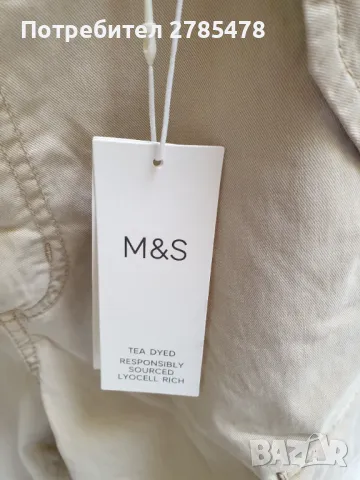 Потребител 2785478
M&S
TEA DYED
RESPONSIBLY
SOURCED
LYOCELL RICH
BAZAR